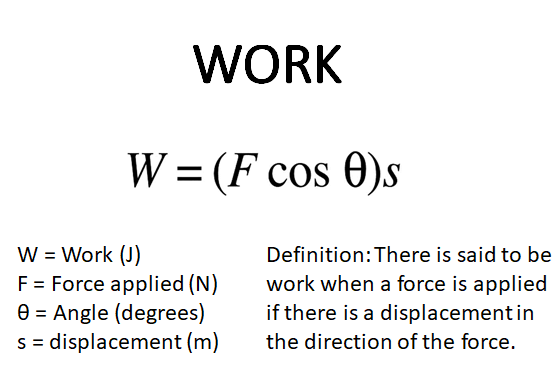 WORK
W = (F cos θ)s
W = Work (J)
F = Force applied (N)
θ = Angle (degrees)
s = displacement (m)
Definition: There is said to be
work when a force is applied
if there is a displacement in
the direction of the force.